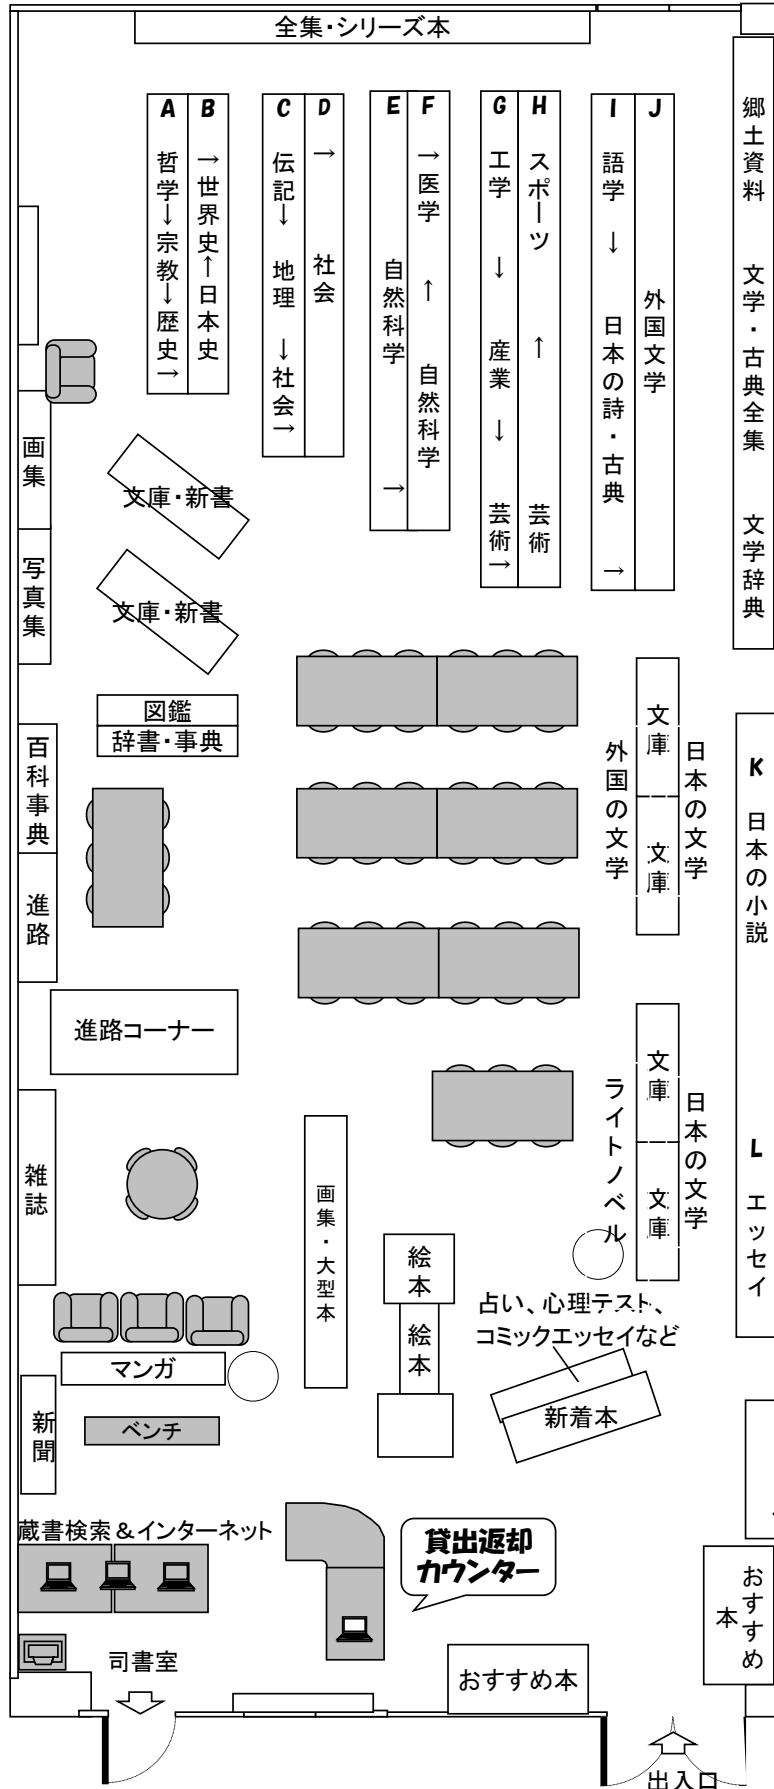 全集・シリーズ本
A 哲学↓宗教↓歴史→
B →世界史↑日本史
C 伝記↓ 地理 ↓社会→
D → 社会
E 自然科学 →
F →医学 ↑ 自然科学
G 工学 ↓ 産業 ↓ 芸術→
H スポーツ ↑ 芸術
I 語学 ↓ 日本の詩・古典 →
J 外国文学
郷土資料 文学・古典全集 文学辞典
画集
写真集
文庫・新書
文庫・新書
図鑑
辞書・事典
百科事典
進路
進路コーナー
外国の文学
文庫
文庫
日本の文学
K 日本の小説
L エッセイ
ライトノベル
文庫
文庫
日本の文学
雑誌
画集・大型本
絵本
絵本
占い、心理テスト、
コミックエッセイなど
新着本
マンガ
ベンチ
新聞
蔵書検索&インターネット
貸出返却
カウンター
おすすめ
本
司書室
おすすめ本
出入口